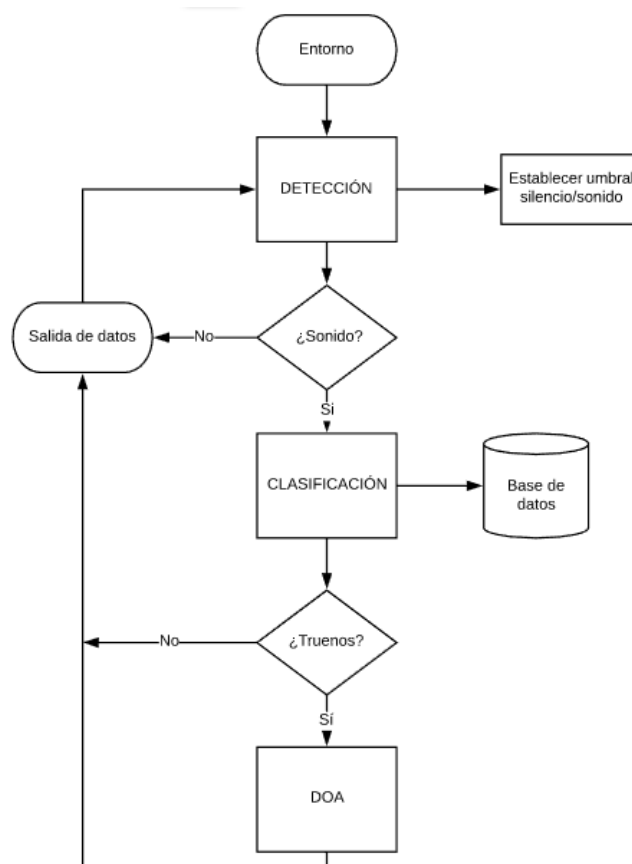 Entorno
DETECCIÓN
Establecer umbral
silencio/sonido
Salida de datos
No
¿Sonido?
Si
CLASIFICACIÓN
Base de
datos
No
¿Truenos?
Sí
DOA